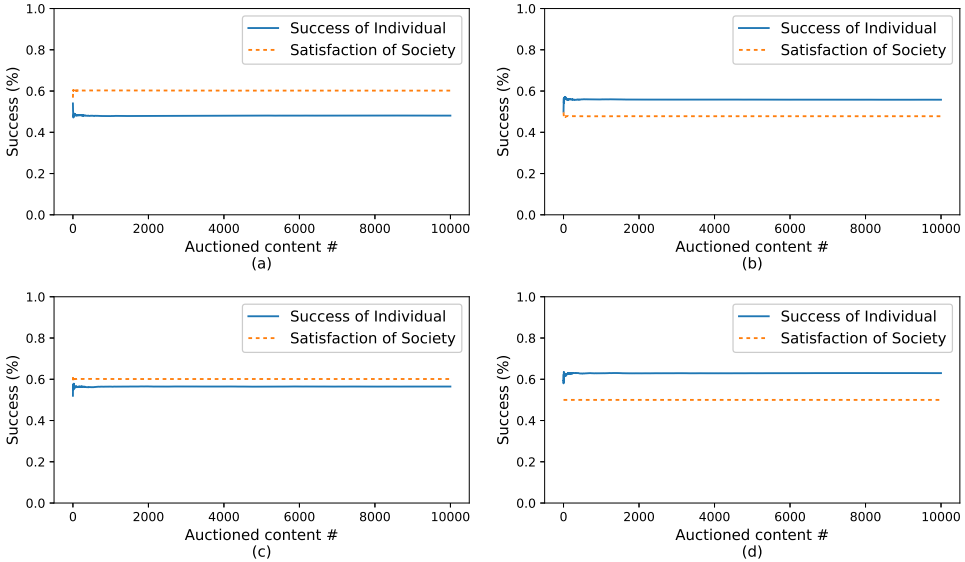 1.0
0.8
0.6
0.4
0.2
0.0
Success (%)
Success of Individual
Satisfaction of Society
0 2000 4000 6000 8000 10000
Auctioned content #
(a)
1.0
0.8
0.6
0.4
0.2
0.0
Success (%)
Success of Individual
Satisfaction of Society
0 2000 4000 6000 8000 10000
Auctioned content #
(b)
1.0
0.8
0.6
0.4
0.2
0.0
Success (%)
Success of Individual
Satisfaction of Society
0 2000 4000 6000 8000 10000
Auctioned content #
(c)
1.0
0.8
0.6
0.4
0.2
0.0
Success (%)
Success of Individual
Satisfaction of Society
0 2000 4000 6000 8000 10000
Auctioned content #
(d)